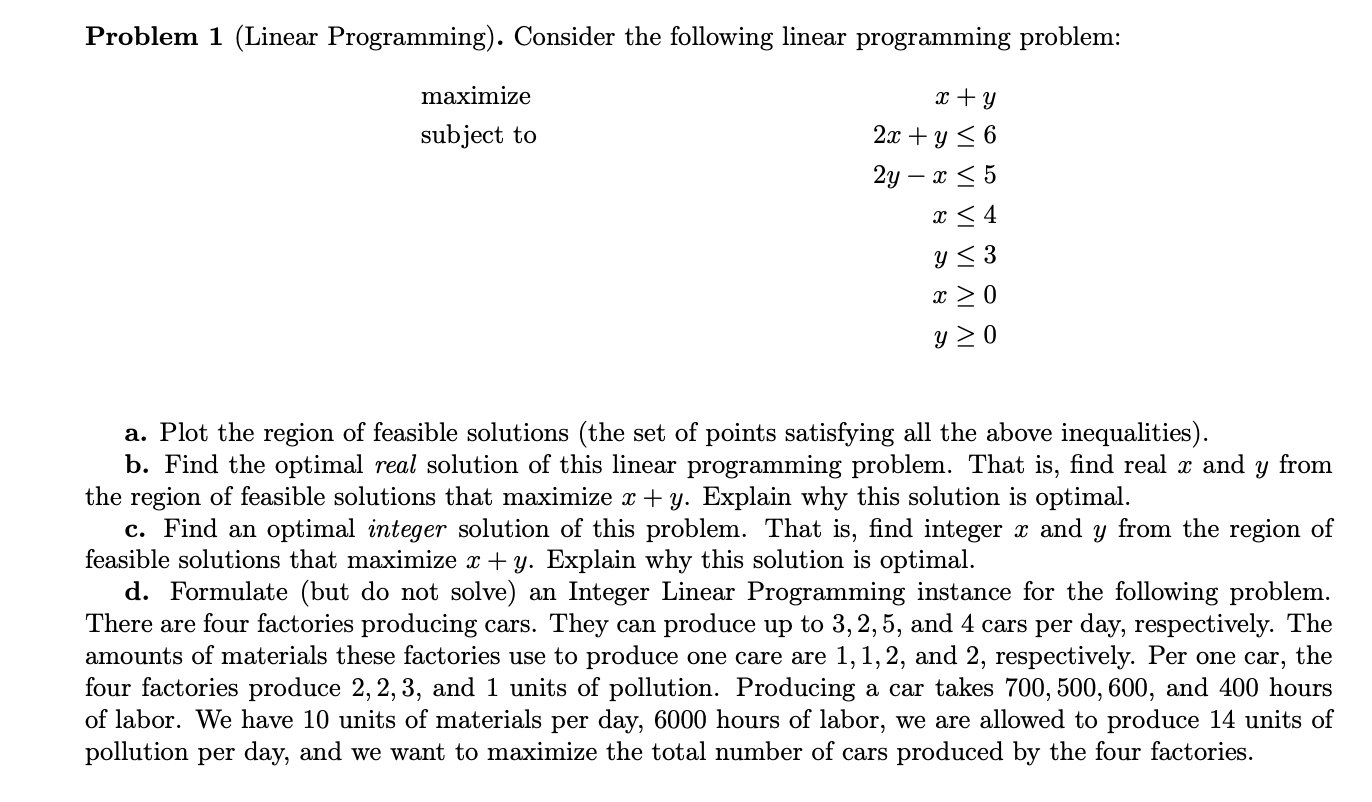 Problem 1 (Linear Programming). Consider the following linear programming problem:
maximize x + y
subject to 2x + y ≤ 6
2y − x ≤ 5
x ≤ 4
y ≤ 3
x ≥ 0
y ≥ 0
a. Plot the region of feasible solutions (the set of points satisfying all the above inequalities).
b. Find the optimal real solution of this linear programming problem. That is, find real x and y from
the region of feasible solutions that maximize x + y. Explain why this solution is optimal.
c. Find an optimal integer solution of this problem. That is, find integer x and y from the region of
feasible solutions that maximize x + y. Explain why this solution is optimal.
d. Formulate (but do not solve) an Integer Linear Programming instance for the following problem.
There are four factories producing cars. They can produce up to 3, 2, 5, and 4 cars per day, respectively. The
amounts of materials these factories use to produce one care are 1, 1, 2, and 2, respectively. Per one car, the
four factories produce 2, 2, 3, and 1 units of pollution. Producing a car takes 700, 500, 600, and 400 hours
of labor. We have 10 units of materials per day, 6000 hours of labor, we are allowed to produce 14 units of
pollution per day, and we want to maximize the total number of cars produced by the four factories.